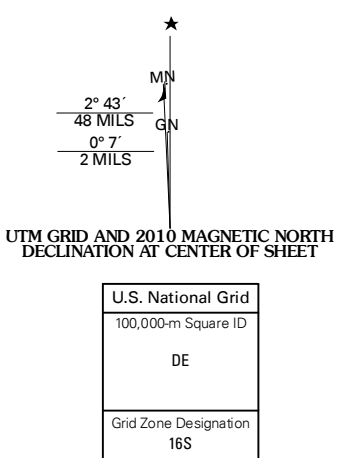 ★
MN
2° 43´
48 MILS
GN
0° 7´
2 MILS
UTM GRID AND 2010 MAGNETIC NORTH
DECLINATION AT CENTER OF SHEET
U.S. National Grid
100,000-m Square ID
DE
Grid Zone Designation
16S